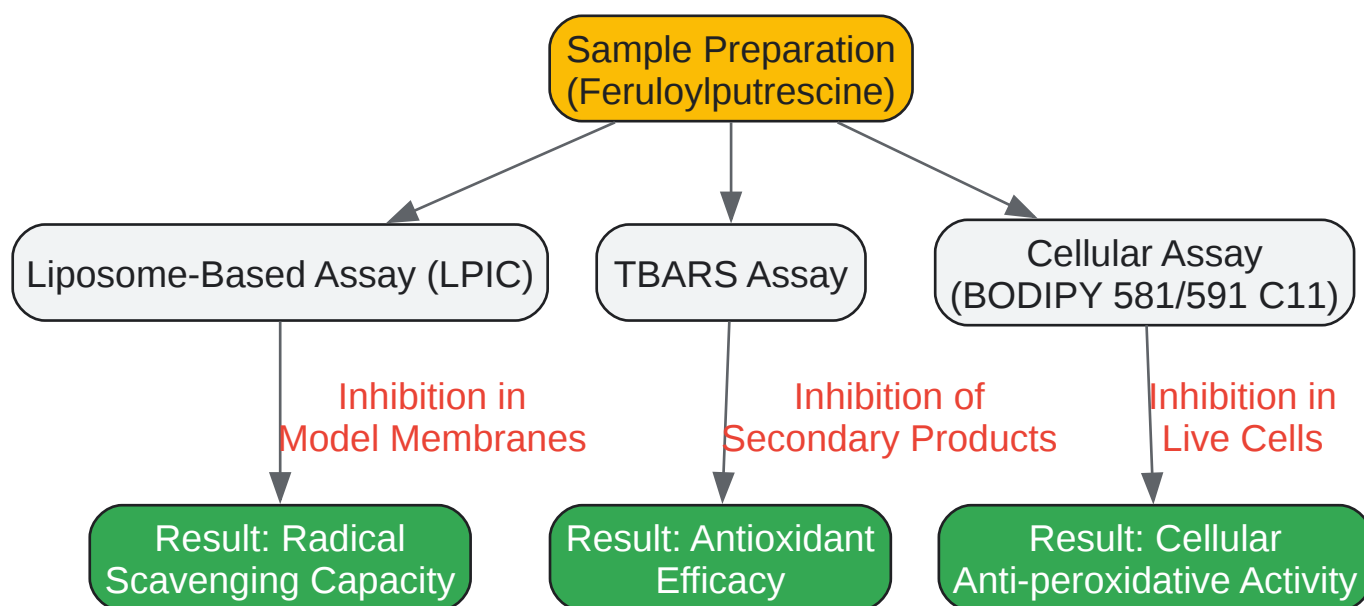 Sample Preparation
(Feruloylputrescine)
Liposome-Based Assay (LPIC)
TBARS Assay
Cellular Assay
(BODIPY 581/591 C11)
Inhibition in
Model Membranes
Inhibition of
Secondary Products
Inhibition in
Live Cells
Result: Radical
Scavenging Capacity
Result: Antioxidant
Efficacy
Result: Cellular
Anti-peroxidative Activity